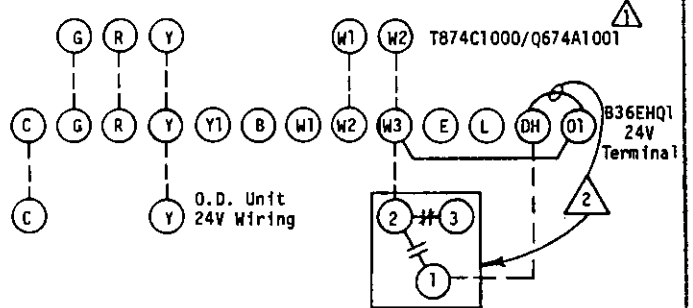 G R Y W1 W2 T874C1000/Q674A1001 1
C G R Y Y1 B W1 W2 W3 E L DH O1 B36EHQ1
24V
Terminal
C Y O.D. Unit
24V Wiring
2
2 3
1